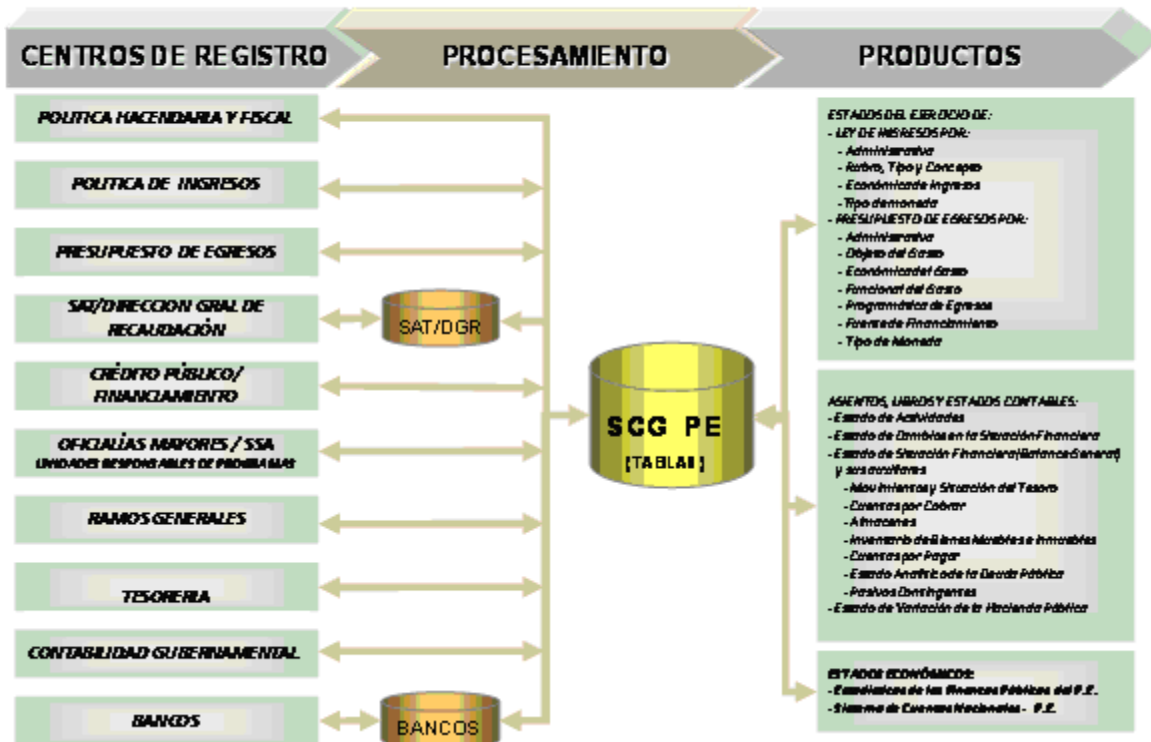 CENTROS DE REGISTRO
PROCESAMIENTO
PRODUCTOS
POLITICA HACENDARIA Y FISCAL
POLITICA DE INGRESOS
PRESUPUESTO DE EGRESOS
SAT/DIRECCION GRAL DE
RECAUDACIÓN
CRÉDITO PÚBLICO/
FINANCIAMIENTO
OFICIALÍAS MAYORES / SSA
UNIDADES RESPONSABLES DE PROGRAMAS
RAMOS GENERALES
TESORERIA
CONTABILIDAD GUBERNAMENTAL
BANCOS
SAT/DGR
BANCOS
SCG PE
(TABLAS)
ESTADOS DEL EJERCICIO DE:
- LEY DE INGRESOS POR:
- Administrativa
- Rubro, Tipo y Concepto
- Económica de Ingresos
- Tipo de moneda
- PRESUPUESTO DE EGRESOS POR:
- Administrativa
- Objeto del Gasto
- Económica del Gasto
- Funcional del Gasto
- Programática de Egresos
- Fuente de Financiamiento
- Tipo de Moneda
ASIENTOS, LIBROS Y ESTADOS CONTABLES:
- Estado de Actividades
- Estado de Cambios en la Situación Financiera
- Estado de Situación Financiera (Balance General)
y sus auxiliares
- Movimientos y Situación del Tesoro
- Cuentas por Cobrar
- Almacenes
- Inventario de Bienes Muebles e Inmuebles
- Cuentas por Pagar
- Estado Analítico de la Deuda Pública
- Pasivos Contingentes
- Estado de Variación de la Hacienda Pública
ESTADOS ECONÓMICOS:
- Estadísticas de las Finanzas Públicas del P.E.
- Sistema de Cuentas Nacionales - P.E.